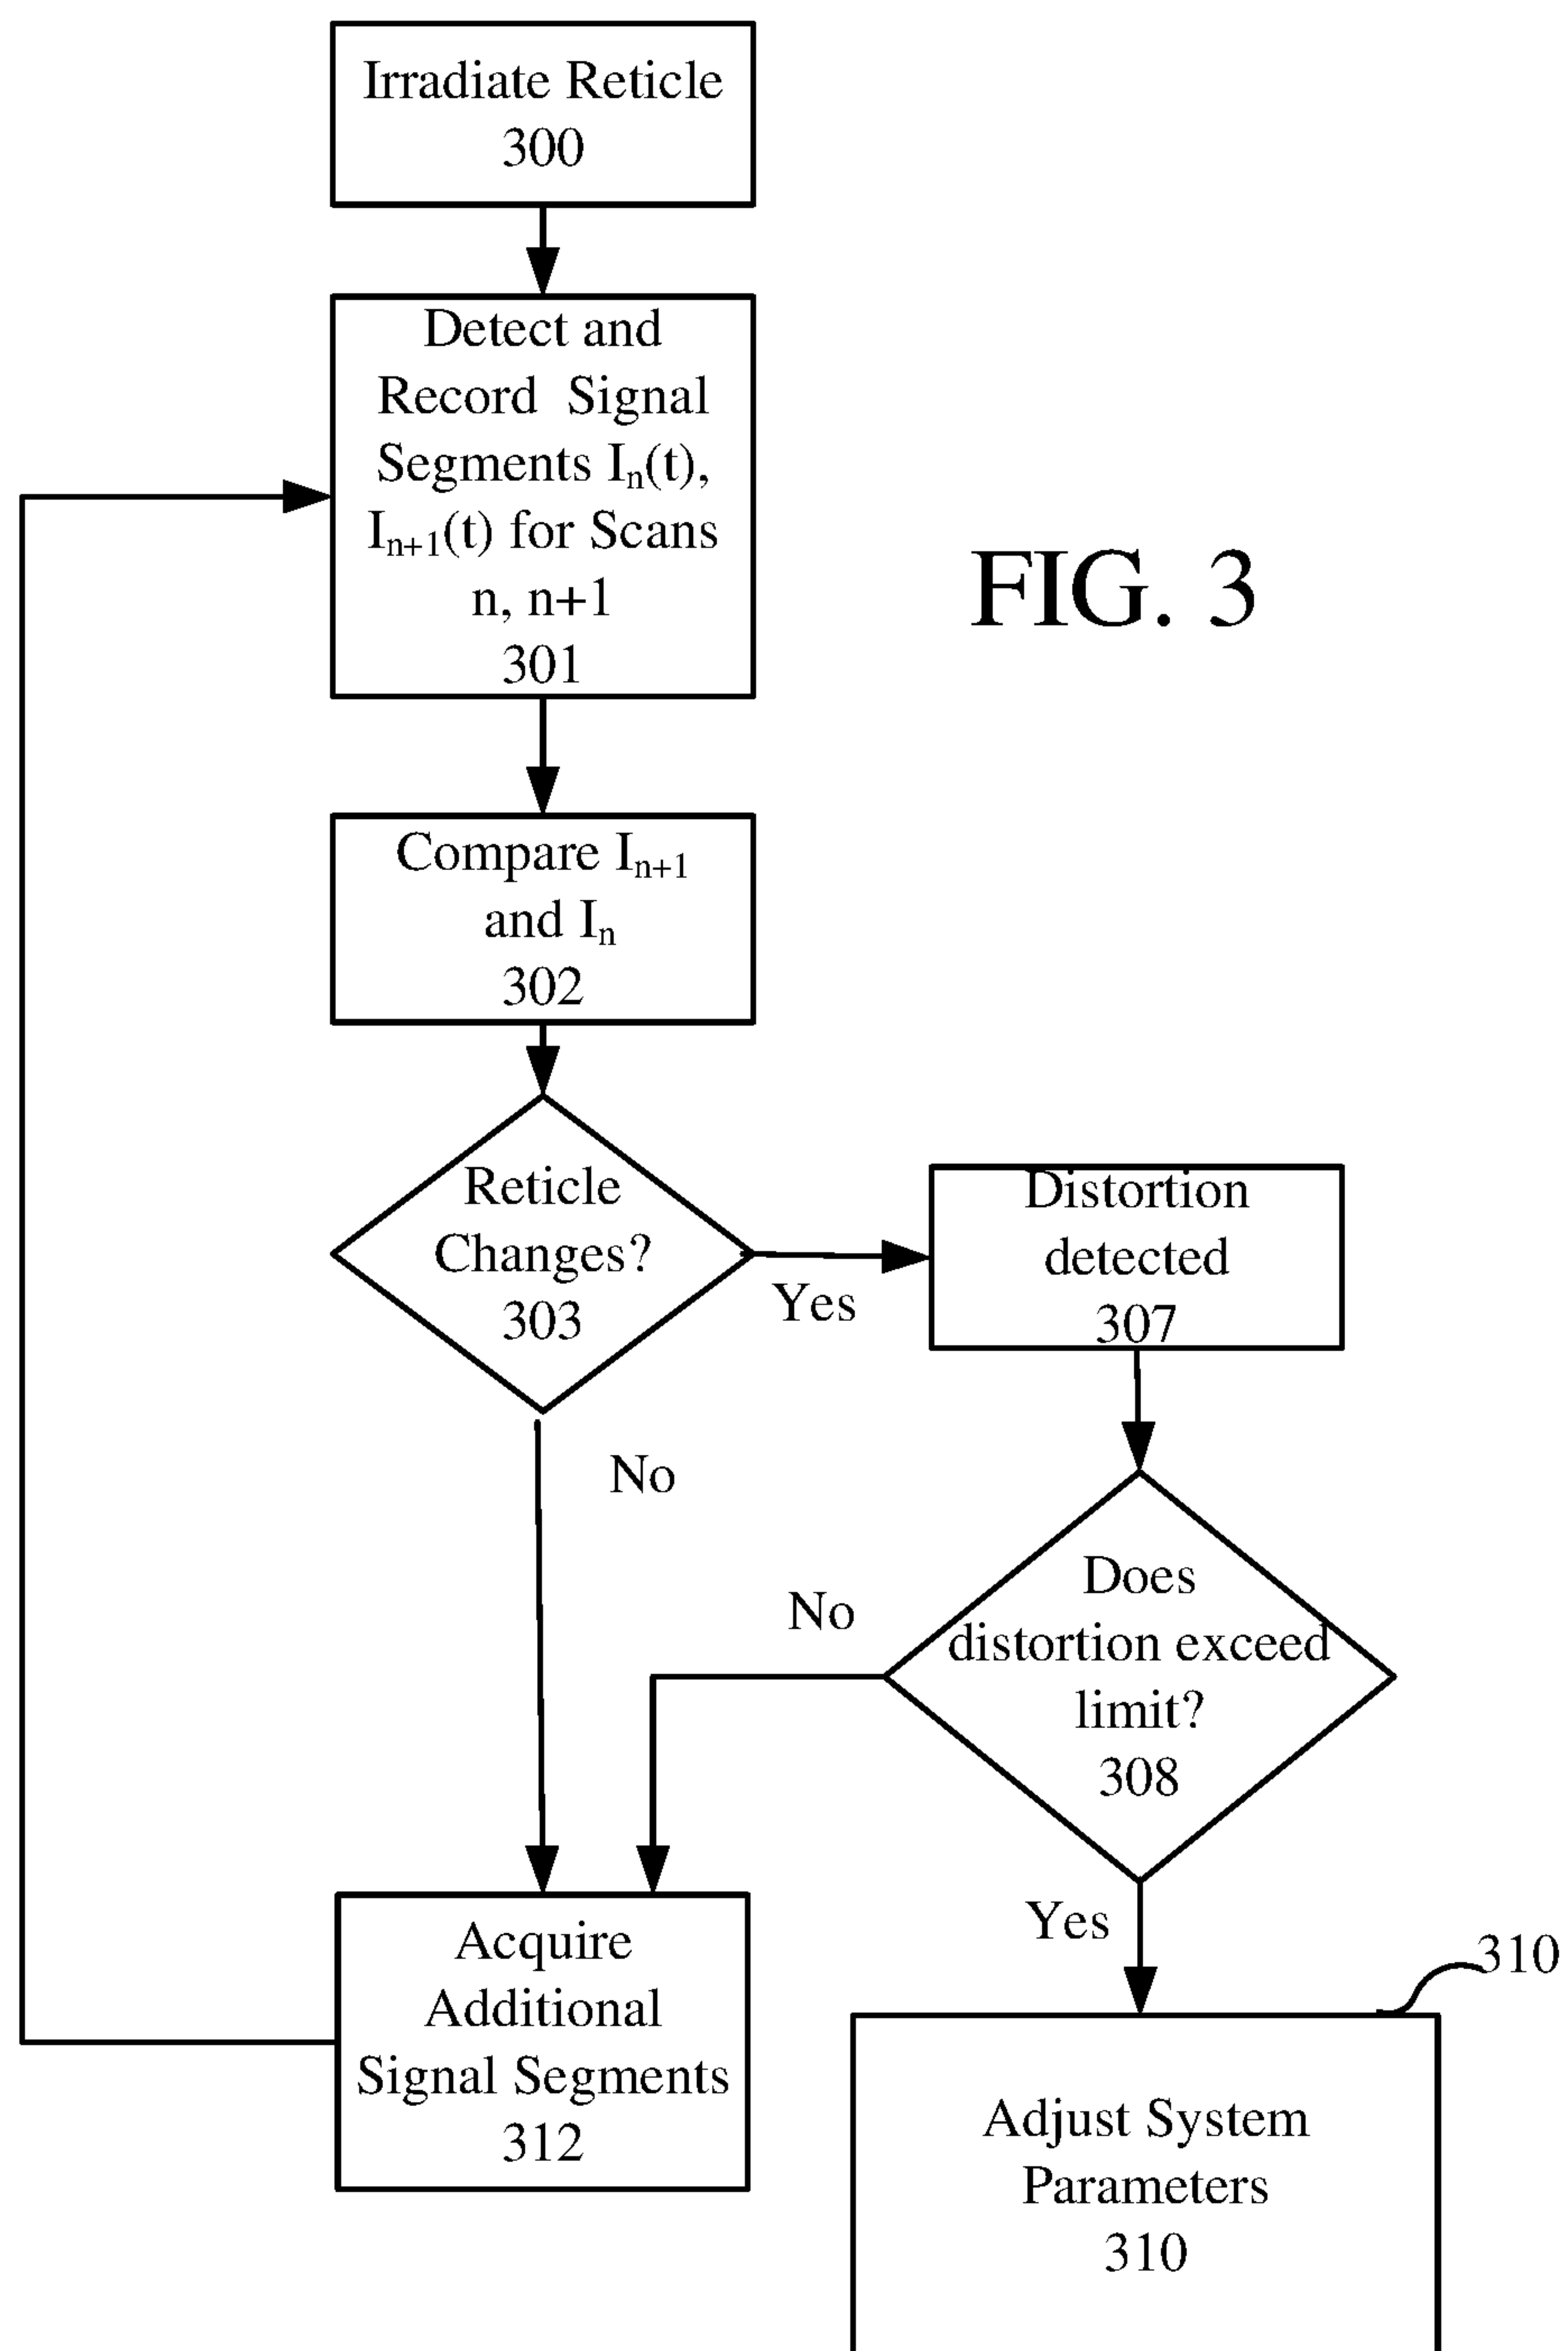 Irradiate Reticle
300
Detect and
Record  Signal
Segments Iₙ(t),
Iₙ₊₁(t) for Scans
n, n+1
301
FIG. 3
Compare Iₙ₊₁
and Iₙ
302
Reticle
Changes?
303
Yes
Distortion
detected
307
No
Does
distortion exceed
limit?
308
No
Yes
Acquire
Additional
Signal Segments
312
310
Adjust System
Parameters
310